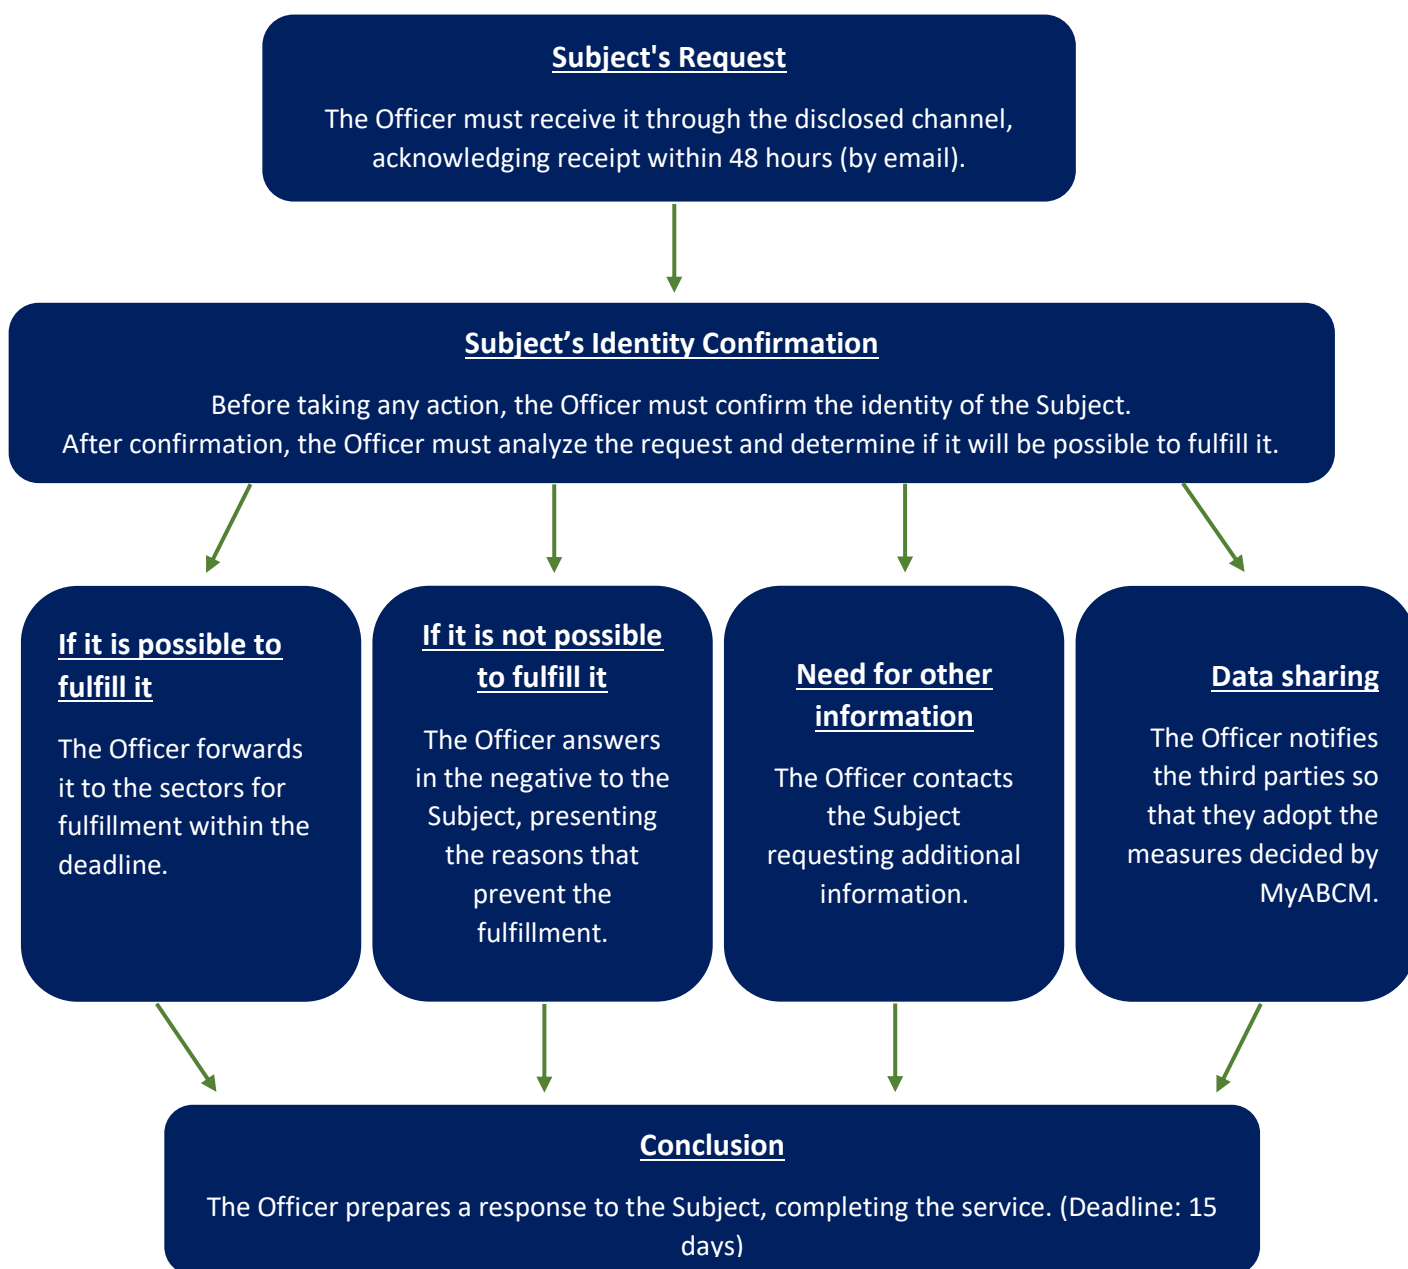 Subject's Request
The Officer must receive it through the disclosed channel,
acknowledging receipt within 48 hours (by email).
Subject’s Identity Confirmation
Before taking any action, the Officer must confirm the identity of the Subject.
After confirmation, the Officer must analyze the request and determine if it will be possible to fulfill it.
If it is possible to
fulfill it
The Officer forwards
it to the sectors for
fulfillment within the
deadline.
If it is not possible
to fulfill it
The Officer answers
in the negative to the
Subject, presenting
the reasons that
prevent the
fulfillment.
Need for other
information
The Officer contacts
the Subject
requesting additional
information.
Data sharing
The Officer notifies
the third parties so
that they adopt the
measures decided by
MyABCM.
Conclusion
The Officer prepares a response to the Subject, completing the service. (Deadline: 15
days)